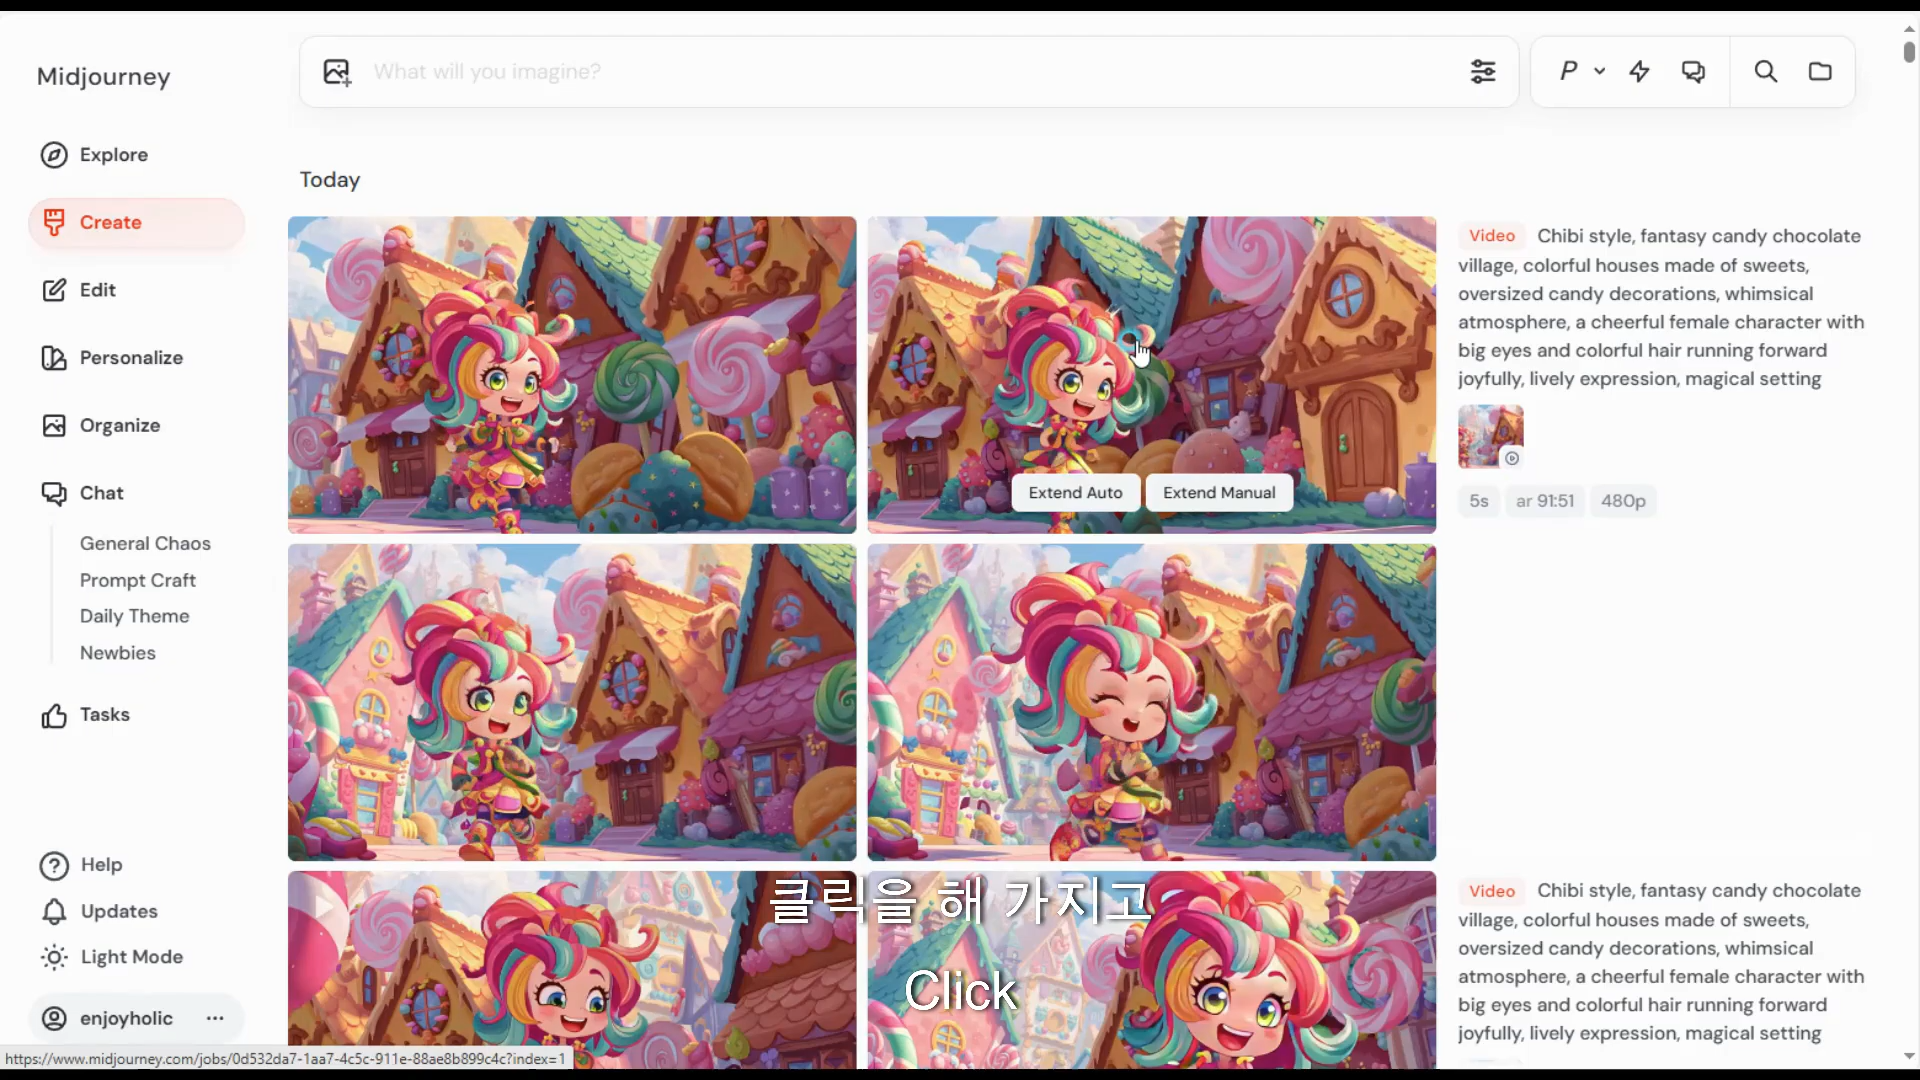 Midjourney
What will you imagine?
P
Explore
Create
Edit
Personalize
Organize
Chat
General Chaos
Prompt Craft
Daily Theme
Newbies
Tasks
Help
Updates
Light Mode
enjoyholic
Today
Extend Auto
Extend Manual
Video Chibi style, fantasy candy chocolate
village, colorful houses made of sweets,
oversized candy decorations, whimsical
atmosphere, a cheerful female character with
big eyes and colorful hair running forward
joyfully, lively expression, magical setting
5s ar 91:51 480p
Video Chibi style, fantasy candy chocolate
village, colorful houses made of sweets,
oversized candy decorations, whimsical
atmosphere, a cheerful female character with
big eyes and colorful hair running forward
joyfully, lively expression, magical setting
클릭을 해 가지고
Click
https://www.midjourney.com/jobs/0d532da7-1aa7-4c5c-911e-88ae8b899c4c?index=1